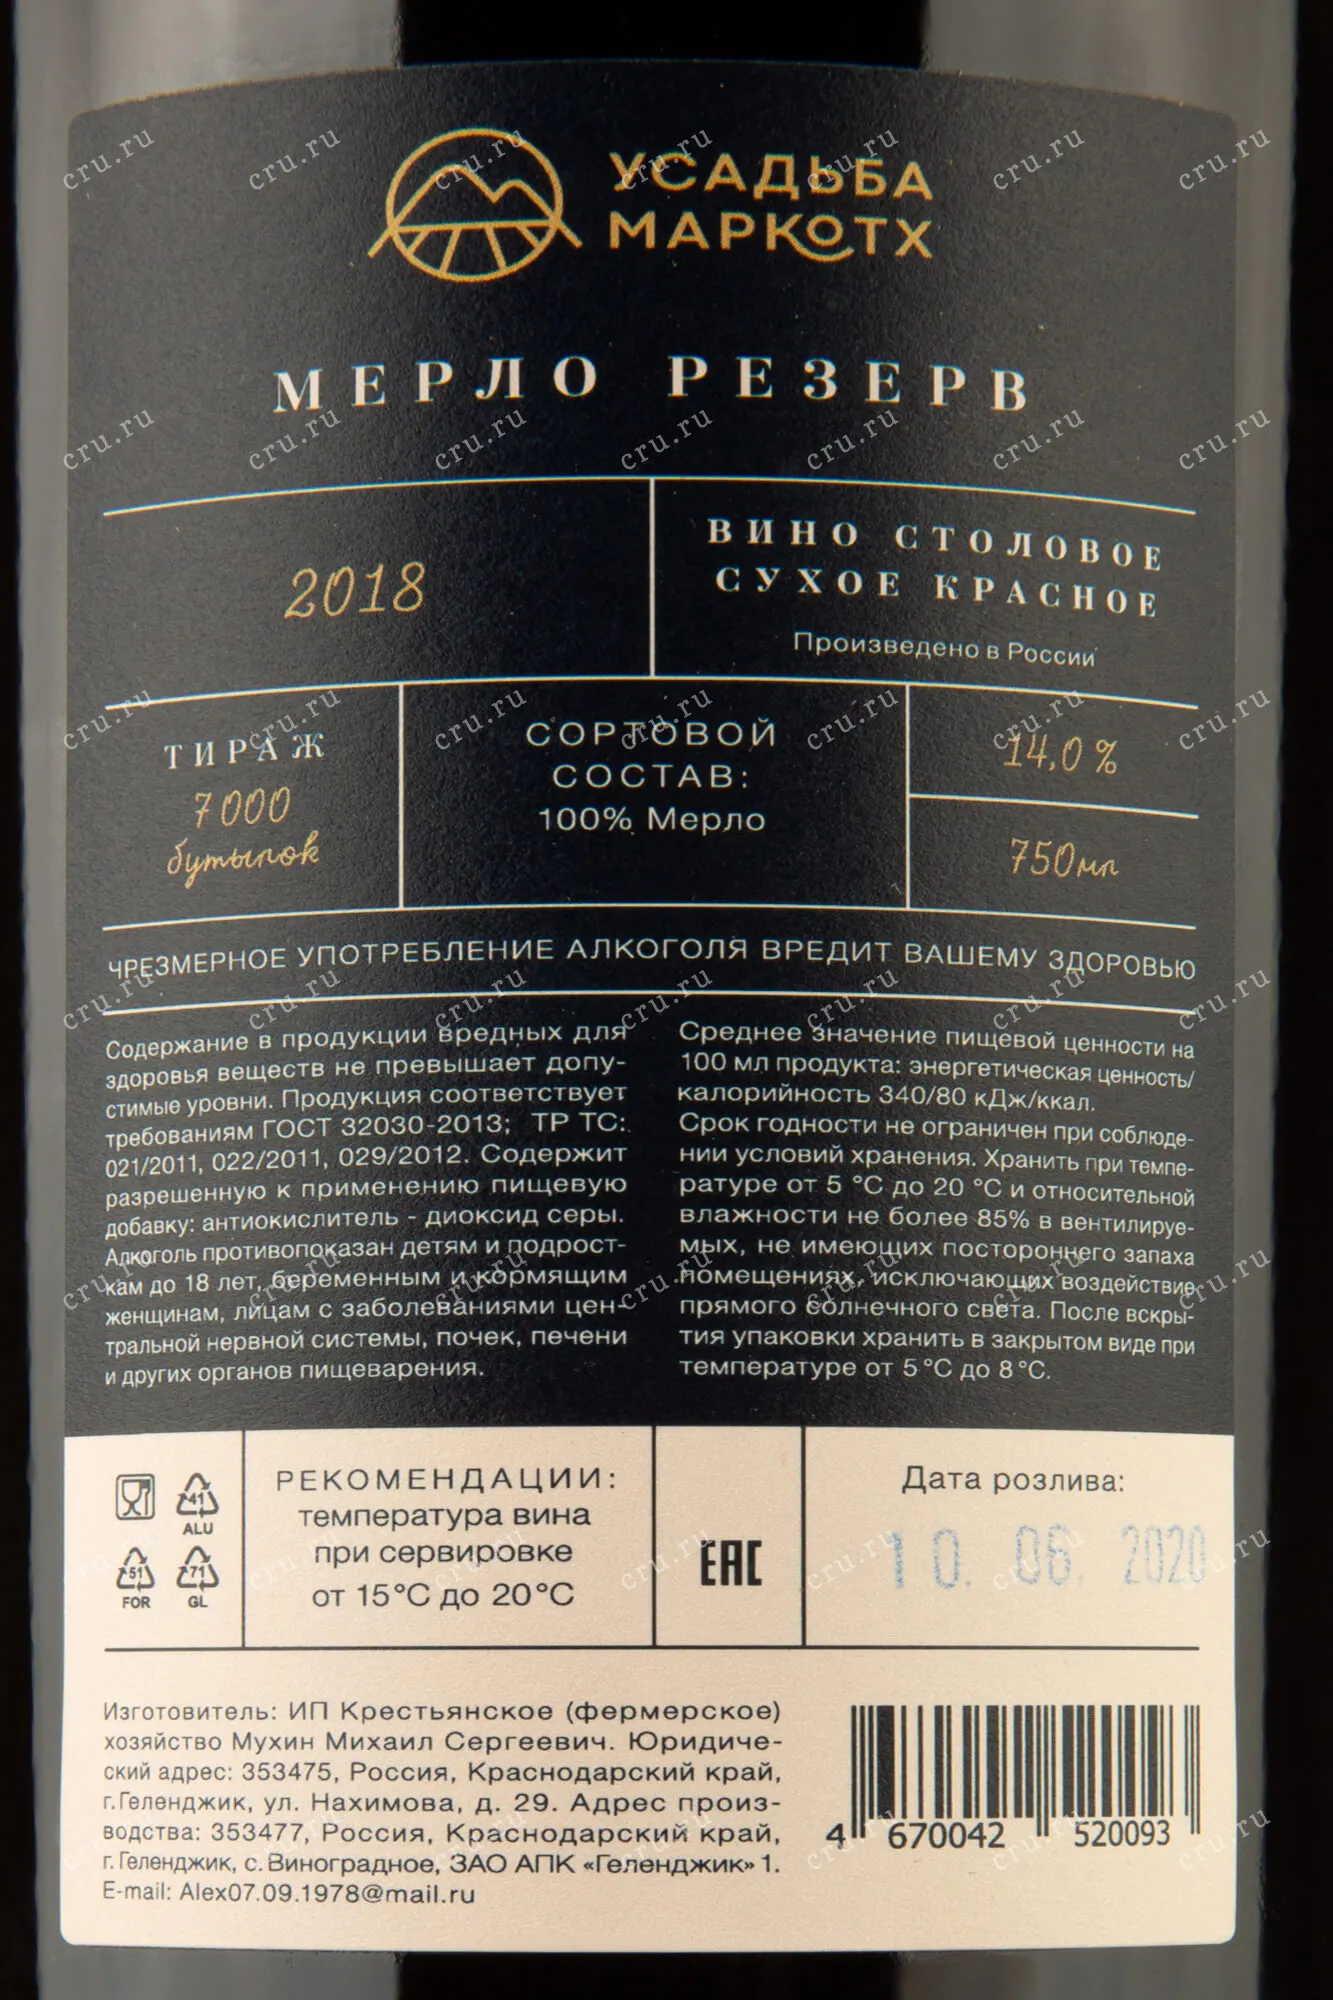 УСАДЬБА
МАРКОТХ
МЕРЛО РЕЗЕРВ
2018
ВИНО СТОЛОВОЕ
СУХОЕ КРАСНОЕ
Произведено в России
ТИРАЖ
7000
бутылок
СОРТОВОЙ
СОСТАВ:
100% Мерло
14,0 %
750мл
ЧРЕЗМЕРНОЕ УПОТРЕБЛЕНИЕ АЛКОГОЛЯ ВРЕДИТ ВАШЕМУ ЗДОРОВЬЮ
Содержание в продукции вредных для
здоровья веществ не превышает допу-
стимые уровни. Продукция соответствует
требованиям ГОСТ 32030-2013; ТР ТС:
021/2011, 022/2011, 029/2012. Содержит
разрешенную к применению пищевую
добавку: антиокислитель - диоксид серы.
Алкоголь противопоказан детям и подрост-
кам до 18 лет, беременным и кормящим
женщинам, лицам с заболеваниями цен-
тральной нервной системы, почек, печени
и других органов пищеварения.
Среднее значение пищевой ценности на
100 мл продукта: энергетическая ценность/
калорийность 340/80 кДж/ккал.
Срок годности не ограничен при соблюде-
нии условий хранения. Хранить при темпе-
ратуре от 5 °С до 20 °С и относительной
влажности не более 85% в вентилируе-
мых, не имеющих постороннего запаха
помещениях, исключающих воздействие
прямого солнечного света. После вскры-
тия упаковки хранить в закрытом виде при
температуре от 5 °С до 8 °С.
41
ALU
51
FOR
71
GL
РЕКОМЕНДАЦИИ:
температура вина
при сервировке
от 15°С до 20°С
ЕАС
Дата розлива:
10. 06. 2020
Изготовитель: ИП Крестьянское (фермерское)
хозяйство Мухин Михаил Сергеевич. Юридиче-
ский адрес: 353475, Россия, Краснодарский край,
г.Геленджик, ул. Нахимова, д. 29. Адрес произ-
водства: 353477, Россия, Краснодарский край,
г. Геленджик, с. Виноградное, ЗАО АПК «Геленджик» 1.
E-mail: Alex07.09.1978@mail.ru
4 670042 520093
cru.ru